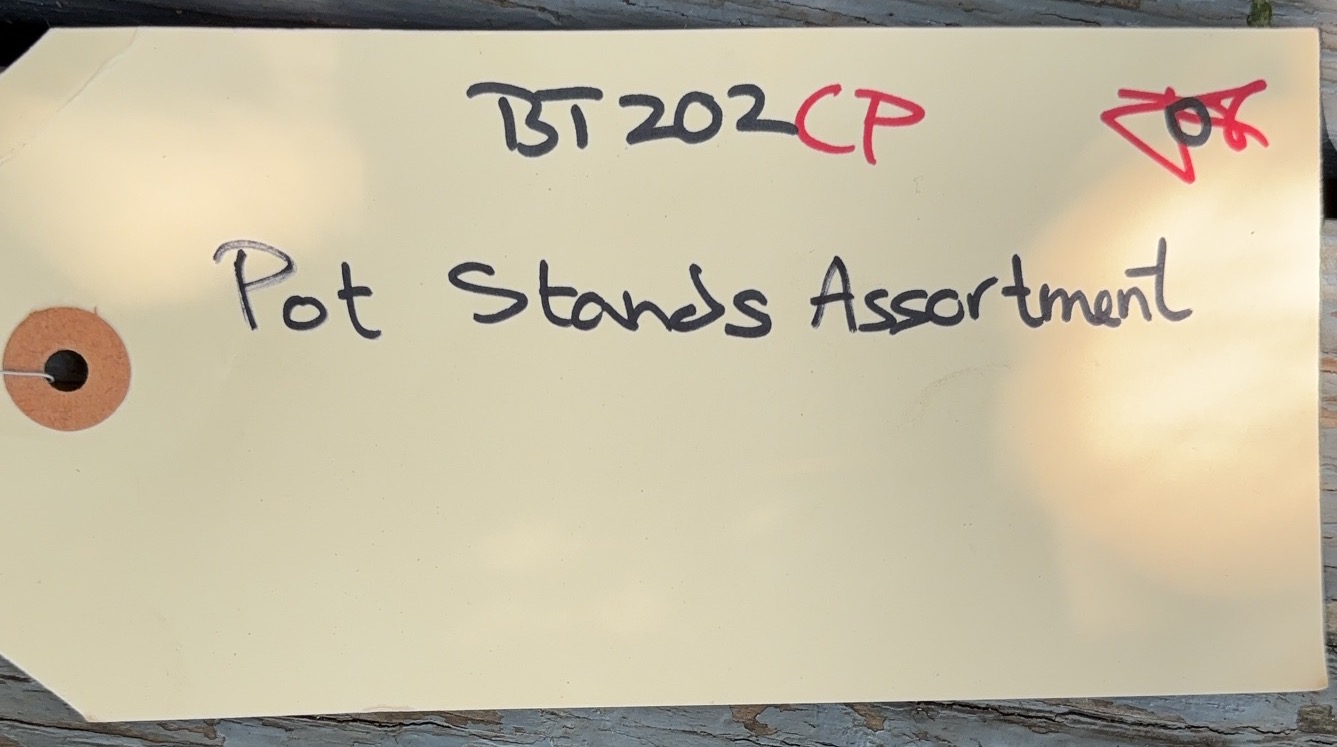 BT202CP
Pot Stands Assortment